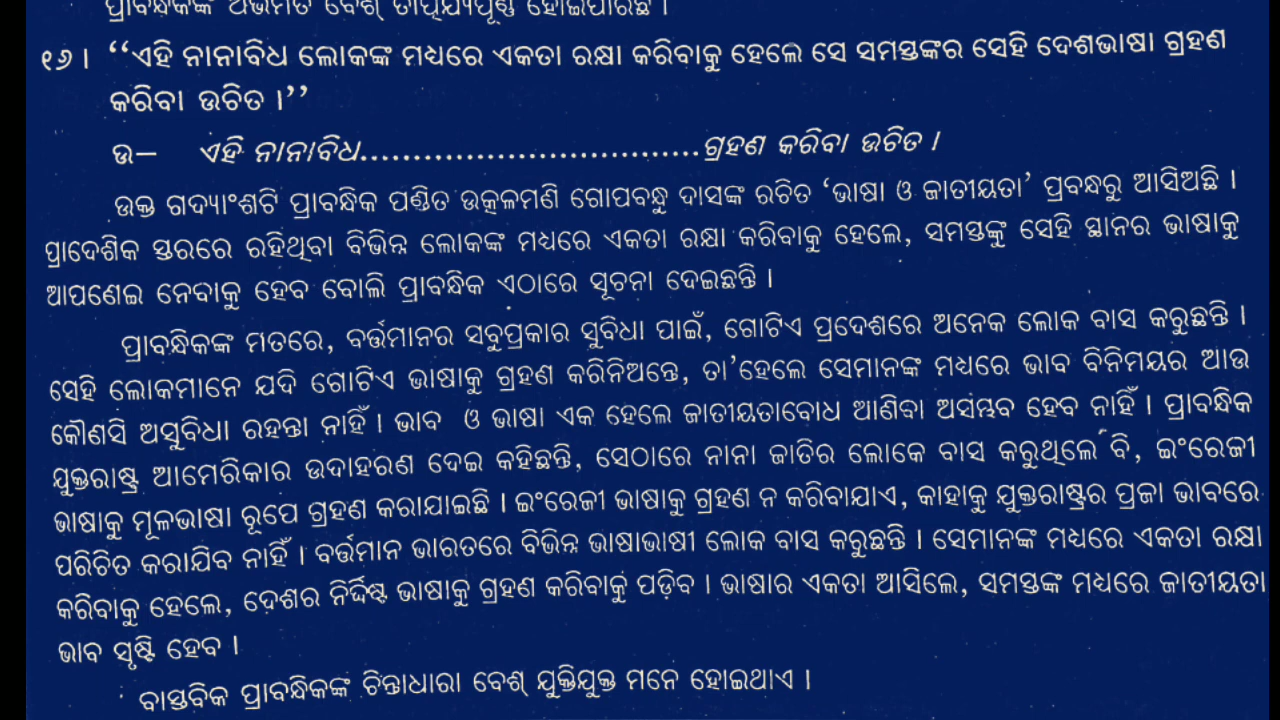 ପ୍ରାବନ୍ଧିକଙ୍କ ଅଭିମତ ବେଶ୍ ତାତ୍ପର୍ଯ୍ୟପୂର୍ଣ୍ଣ ହୋଇପାରିଛି ।
୧୬ । ‘‘ଏହି ନାନାବିଧ ଲୋକଙ୍କ ମଧ୍ୟରେ ଏକତା ରକ୍ଷା କରିବାକୁ ହେଲେ ସେ ସମସ୍ତଙ୍କର ସେହି ଦେଶଭାଷା ଗ୍ରହଣ
କରିବା ଉଚିତ ।’’
ଉ– ଏହି ନାନାବିଧ................................ଗ୍ରହଣ କରିବା ଉଚିତ ।
ଉକ୍ତ ଗଦ୍ୟାଂଶଟି ପ୍ରାବନ୍ଧିକ ପଣ୍ଡିତ ଉତ୍କଳମଣି ଗୋପବନ୍ଧୁ ଦାସଙ୍କ ରଚିତ ‘ଭାଷା ଓ ଜାତୀୟତା’ ପ୍ରବନ୍ଧରୁ ଆସିଅଛି ।
ପ୍ରାଦେଶିକ ସ୍ତରରେ ରହିଥିବା ବିଭିନ୍ନ ଲୋକଙ୍କ ମଧ୍ୟରେ ଏକତା ରକ୍ଷା କରିବାକୁ ହେଲେ, ସମସ୍ତଙ୍କୁ ସେହି ସ୍ଥାନର ଭାଷାକୁ
ଆପଣେଇ ନେବାକୁ ହେବ ବୋଲି ପ୍ରାବନ୍ଧିକ ଏଠାରେ ସୂଚନା ଦେଇଛନ୍ତି ।
ପ୍ରାବନ୍ଧିକଙ୍କ ମତରେ, ବର୍ତ୍ତମାନର ସବୁପ୍ରକାର ସୁବିଧା ପାଇଁ, ଗୋଟିଏ ପ୍ରଦେଶରେ ଅନେକ ଲୋକ ବାସ କରୁଛନ୍ତି ।
ସେହି ଲୋକମାନେ ଯଦି ଗୋଟିଏ ଭାଷାକୁ ଗ୍ରହଣ କରିନିଅନ୍ତେ, ତା’ହେଲେ ସେମାନଙ୍କ ମଧ୍ୟରେ ଭାବ ବିନିମୟର ଆଉ
କୌଣସି ଅସୁବିଧା ରହନ୍ତା ନାହିଁ । ଭାବ ଓ ଭାଷା ଏକ ହେଲେ ଜାତୀୟତାବୋଧ ଆଣିବା ଅସମ୍ଭବ ହେବ ନାହିଁ । ପ୍ରାବନ୍ଧିକ
ଯୁକ୍ତରାଷ୍ଟ୍ର ଆମେରିକାର ଉଦାହରଣ ଦେଇ କହିଛନ୍ତି, ସେଠାରେ ନାନା ଜାତିର ଲୋକେ ବାସ କରୁଥିଲେ ବି, ଇଂରେଜୀ
ଭାଷାକୁ ମୂଳଭାଷା ରୂପେ ଗ୍ରହଣ କରାଯାଇଛି । ଇଂରେଜୀ ଭାଷାକୁ ଗ୍ରହଣ ନ କରିବାଯାଏ, କାହାକୁ ଯୁକ୍ତରାଷ୍ଟ୍ରର ପ୍ରଜା ଭାବରେ
ପରିଚିତ କରାଯିବ ନାହିଁ । ବର୍ତ୍ତମାନ ଭାରତରେ ବିଭିନ୍ନ ଭାଷାଭାଷୀ ଲୋକ ବାସ କରୁଛନ୍ତି । ସେମାନଙ୍କ ମଧ୍ୟରେ ଏକତା ରକ୍ଷା
କରିବାକୁ ହେଲେ, ଦେଶର ନିର୍ଦ୍ଦିଷ୍ଟ ଭାଷାକୁ ଗ୍ରହଣ କରିବାକୁ ପଡ଼ିବ । ଭାଷାର ଏକତା ଆସିଲେ, ସମସ୍ତଙ୍କ ମଧ୍ୟରେ ଜାତୀୟତା
ଭାବ ସୃଷ୍ଟି ହେବ ।
ବାସ୍ତବିକ ପ୍ରାବନ୍ଧିକଙ୍କ ଚିନ୍ତାଧାରା ବେଶ୍ ଯୁକ୍ତିଯୁକ୍ତ ମନେ ହୋଇଥାଏ ।